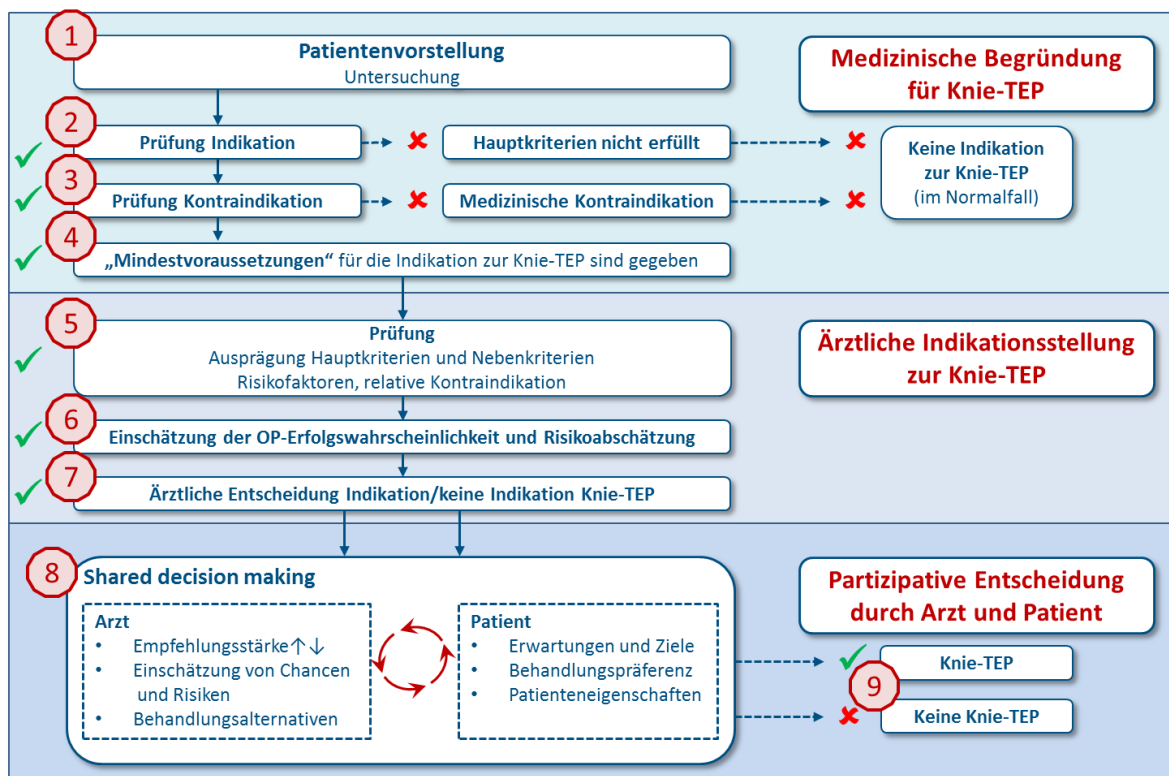 1
Patientenvorstellung
Untersuchung
Medizinische Begründung
für Knie-TEP
2
Prüfung Indikation
Hauptkriterien nicht erfüllt
Keine Indikation
zur Knie-TEP
(im Normalfall)
3
Prüfung Kontraindikation
Medizinische Kontraindikation
4
„Mindestvoraussetzungen“ für die Indikation zur Knie-TEP sind gegeben
5
Prüfung
Ausprägung Hauptkriterien und Nebenkriterien
Risikofaktoren, relative Kontraindikation
Ärztliche Indikationsstellung
zur Knie-TEP
6
Einschätzung der OP-Erfolgswahrscheinlichkeit und Risikoabschätzung
7
Ärztliche Entscheidung Indikation/keine Indikation Knie-TEP
8
Shared decision making
Arzt
• Empfehlungsstärke↑↓
• Einschätzung von Chancen
und Risiken
• Behandlungsalternativen
Patient
• Erwartungen und Ziele
• Behandlungspräferenz
• Patienteneigenschaften
Partizipative Entscheidung
durch Arzt und Patient
Knie-TEP
9
Keine Knie-TEP